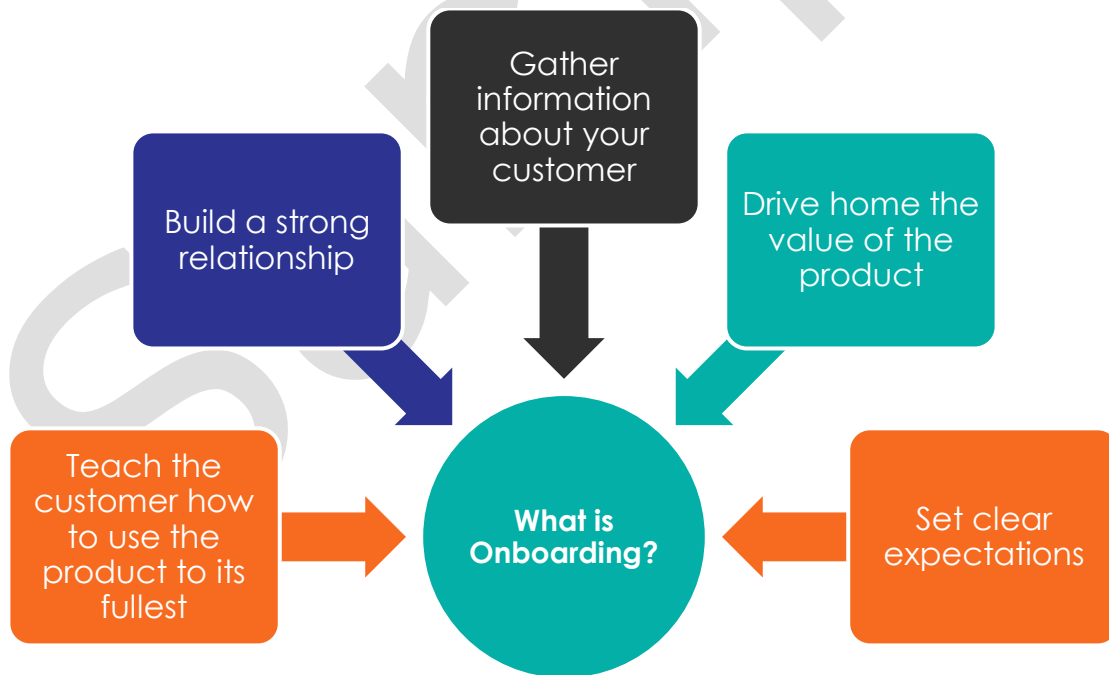 Gather
information
about your
customer
Build a strong
relationship
Drive home the
value of the
product
Teach the
customer how
to use the
product to its
fullest
What is
Onboarding?
Set clear
expectations